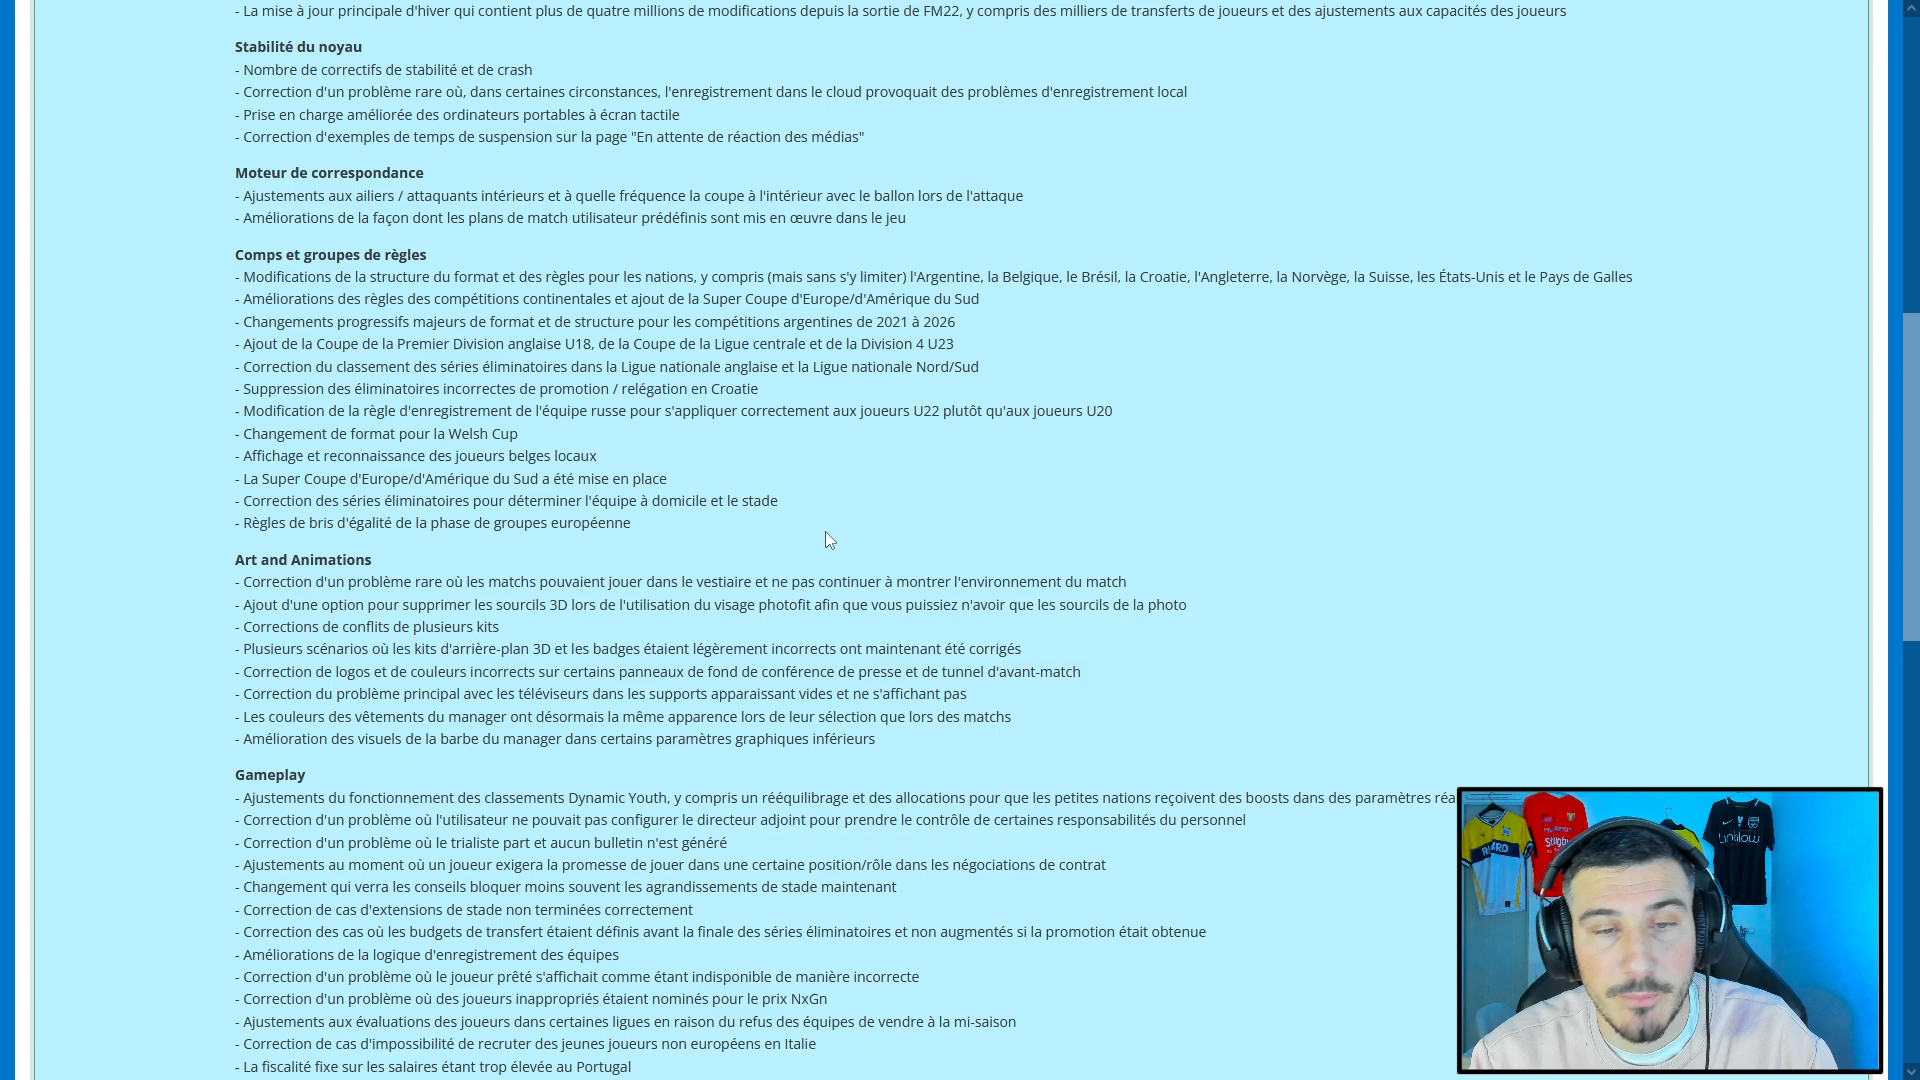 - La mise à jour principale d'hiver qui contient plus de quatre millions de modifications depuis la sortie de FM22, y compris des milliers de transferts de joueurs et des ajustements aux capacités des joueurs
Stabilité du noyau
- Nombre de correctifs de stabilité et de crash
- Correction d'un problème rare où, dans certaines circonstances, l'enregistrement dans le cloud provoquait des problèmes d'enregistrement local
- Prise en charge améliorée des ordinateurs portables à écran tactile
- Correction d'exemples de temps de suspension sur la page "En attente de réaction des médias"
Moteur de correspondance
- Ajustements aux ailiers / attaquants intérieurs et à quelle fréquence la coupe à l'intérieur avec le ballon lors de l'attaque
- Améliorations de la façon dont les plans de match utilisateur prédéfinis sont mis en œuvre dans le jeu
Comps et groupes de règles
- Modifications de la structure du format et des règles pour les nations, y compris (mais sans s'y limiter) l'Argentine, la Belgique, le Brésil, la Croatie, l'Angleterre, la Norvège, la Suisse, les États-Unis et le Pays de Galles
- Améliorations des règles des compétitions continentales et ajout de la Super Coupe d'Europe/d'Amérique du Sud
- Changements progressifs majeurs de format et de structure pour les compétitions argentines de 2021 à 2026
- Ajout de la Coupe de la Premier Division anglaise U18, de la Coupe de la Ligue centrale et de la Division 4 U23
- Correction du classement des séries éliminatoires dans la Ligue nationale anglaise et la Ligue nationale Nord/Sud
- Suppression des éliminatoires incorrectes de promotion / relégation en Croatie
- Modification de la règle d'enregistrement de l'équipe russe pour s'appliquer correctement aux joueurs U22 plutôt qu'aux joueurs U20
- Changement de format pour la Welsh Cup
- Affichage et reconnaissance des joueurs belges locaux
- La Super Coupe d'Europe/d'Amérique du Sud a été mise en place
- Correction des séries éliminatoires pour déterminer l'équipe à domicile et le stade
- Règles de bris d'égalité de la phase de groupes européenne
Art and Animations
- Correction d'un problème rare où les matchs pouvaient jouer dans le vestiaire et ne pas continuer à montrer l'environnement du match
- Ajout d'une option pour supprimer les sourcils 3D lors de l'utilisation du visage photofit afin que vous puissiez n'avoir que les sourcils de la photo
- Corrections de conflits de plusieurs kits
- Plusieurs scénarios où les kits d'arrière-plan 3D et les badges étaient légèrement incorrects ont maintenant été corrigés
- Correction de logos et de couleurs incorrects sur certains panneaux de fond de conférence de presse et de tunnel d'avant-match
- Correction du problème principal avec les téléviseurs dans les supports apparaissant vides et ne s'affichant pas
- Les couleurs des vêtements du manager ont désormais la même apparence lors de leur sélection que lors des matchs
- Amélioration des visuels de la barbe du manager dans certains paramètres graphiques inférieurs
Gameplay
- Ajustements du fonctionnement des classements Dynamic Youth, y compris un rééquilibrage et des allocations pour que les petites nations reçoivent des boosts dans des paramètres réa
- Correction d'un problème où l'utilisateur ne pouvait pas configurer le directeur adjoint pour prendre le contrôle de certaines responsabilités du personnel
- Correction d'un problème où le trialiste part et aucun bulletin n'est généré
- Ajustements au moment où un joueur exigera la promesse de jouer dans une certaine position/rôle dans les négociations de contrat
- Changement qui verra les conseils bloquer moins souvent les agrandissements de stade maintenant
- Correction de cas d'extensions de stade non terminées correctement
- Correction des cas où les budgets de transfert étaient définis avant la finale des séries éliminatoires et non augmentés si la promotion était obtenue
- Améliorations de la logique d'enregistrement des équipes
- Correction d'un problème où le joueur prêté s'affichait comme étant indisponible de manière incorrecte
- Correction d'un problème où des joueurs inappropriés étaient nominés pour le prix NxGn
- Ajustements aux évaluations des joueurs dans certaines ligues en raison du refus des équipes de vendre à la mi-saison
- Correction de cas d'impossibilité de recruter des jeunes joueurs non européens en Italie
- La fiscalité fixe sur les salaires étant trop élevée au Portugal